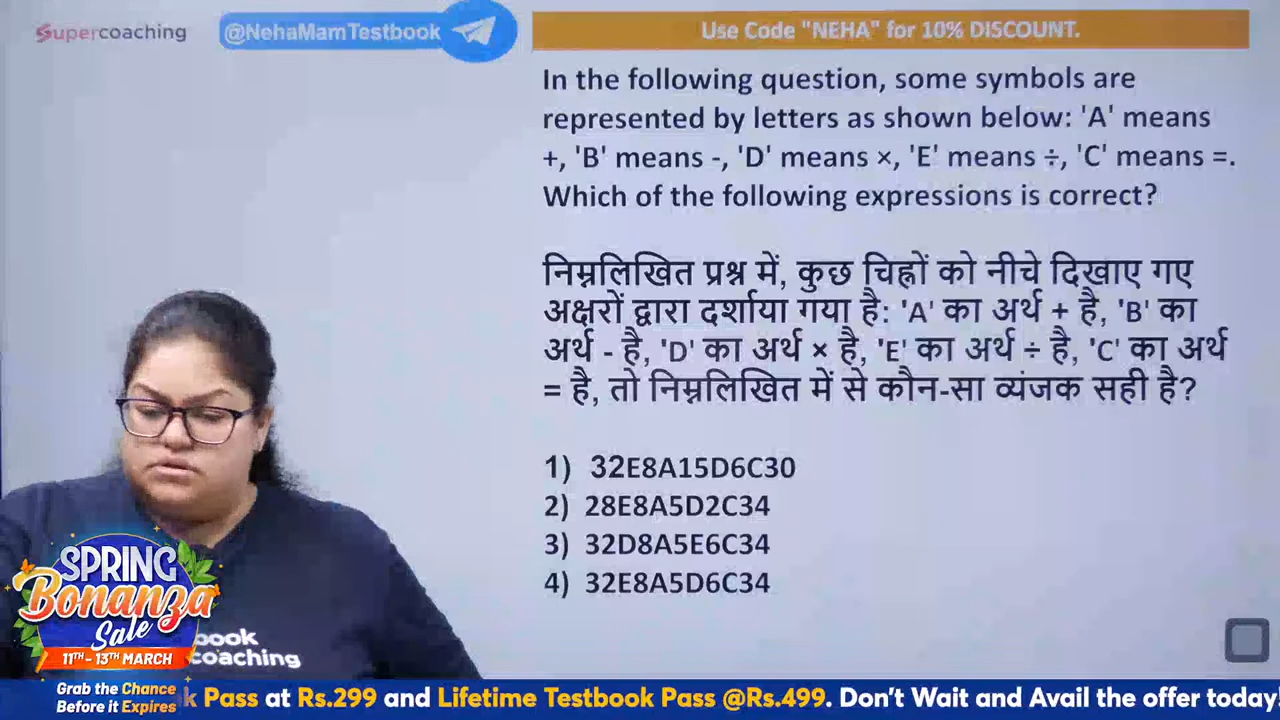 Supercoaching
@NehaMamTestbook
Use Code "NEHA" for 10% DISCOUNT.
In the following question, some symbols are
represented by letters as shown below: 'A' means
+, 'B' means -, 'D' means ×, 'E' means ÷, 'C' means =.
Which of the following expressions is correct?
निम्नलिखित प्रश्न में, कुछ चिह्नों को नीचे दिखाए गए
अक्षरों द्वारा दर्शाया गया है: 'A' का अर्थ + है, 'B' का
अर्थ - है, 'D' का अर्थ × है, 'E' का अर्थ ÷ है, 'C' का अर्थ
= है, तो निम्नलिखित में से कौन-सा व्यंजक सही है?
1) 32E8A15D6C30
2) 28E8A5D2C34
3) 32D8A5E6C34
4) 32E8A5D6C34
SPRING
Bonanza
Sale
11TH - 13TH MARCH
book
coaching
Grab the Chance
Before it Expires
k Pass at Rs.299 and Lifetime Testbook Pass @Rs.499. Don't Wait and Avail the offer today!